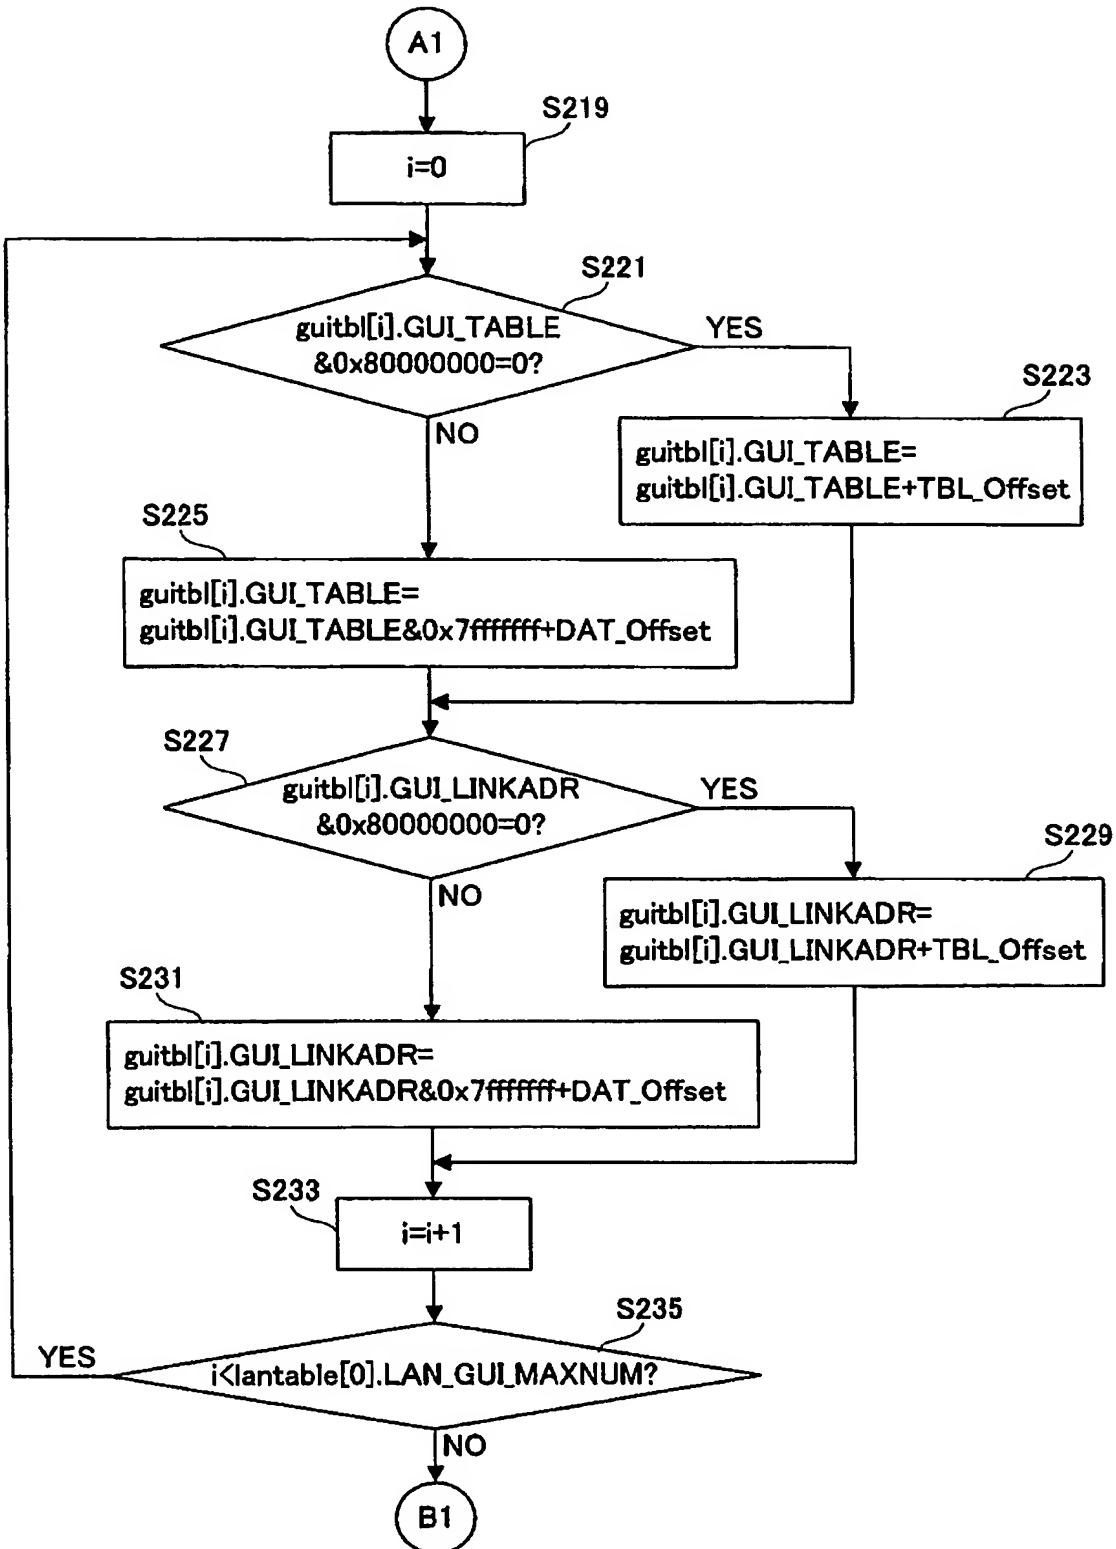 A1
S219
i=0
S221
guitbl[i].GUI_TABLE
&0x80000000=0?
YES
NO
S223
guitbl[i].GUI_TABLE=
guitbl[i].GUI_TABLE+TBL_Offset
S225
guitbl[i].GUI_TABLE=
guitbl[i].GUI_TABLE&0x7fffffff+DAT_Offset
S227
guitbl[i].GUI_LINKADR
&0x80000000=0?
YES
NO
S229
guitbl[i].GUI_LINKADR=
guitbl[i].GUI_LINKADR+TBL_Offset
S231
guitbl[i].GUI_LINKADR=
guitbl[i].GUI_LINKADR&0x7fffffff+DAT_Offset
S233
i=i+1
S235
i<lantable[0].LAN_GUI_MAXNUM?
YES
NO
B1